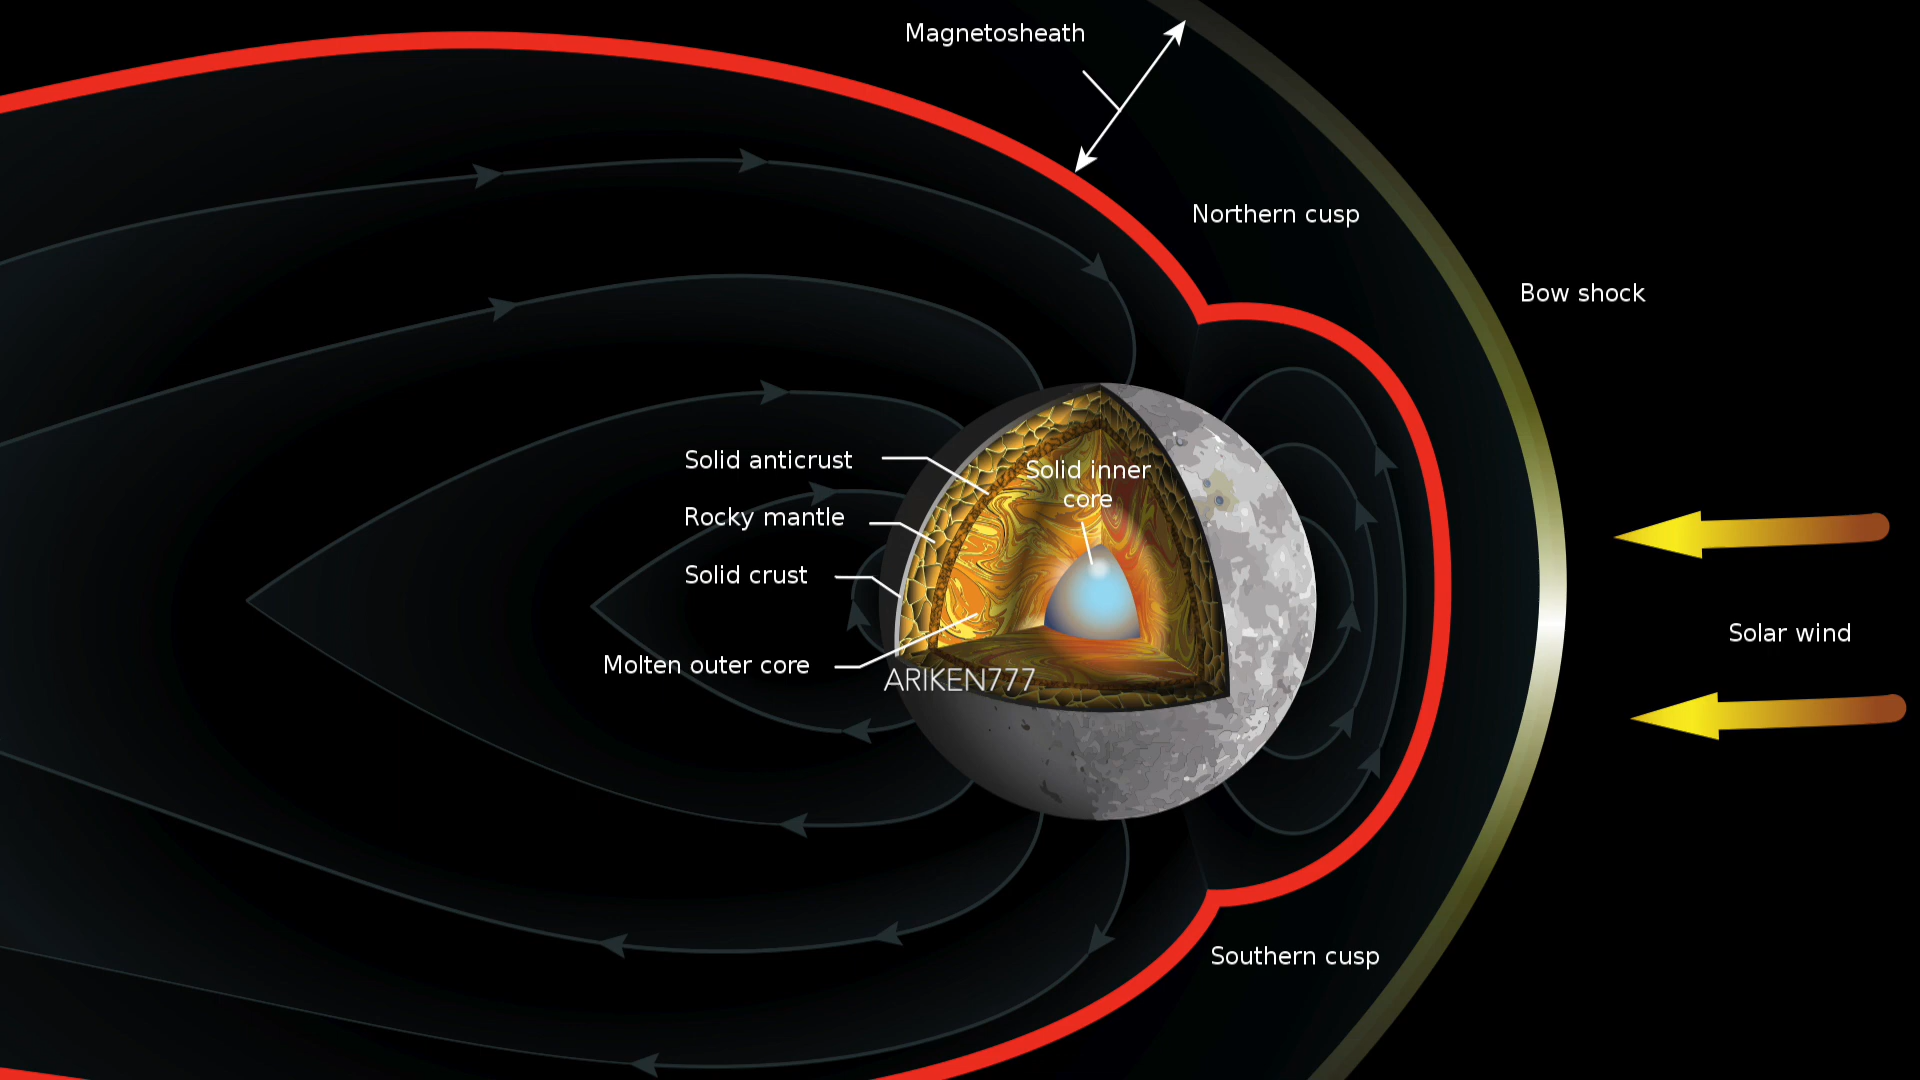 Magnetosheath
Northern cusp
Bow shock
Solid anticrust
Solid inner
core
Rocky mantle
Solid crust
Solar wind
Molten outer core
ARIKEN777
Southern cusp